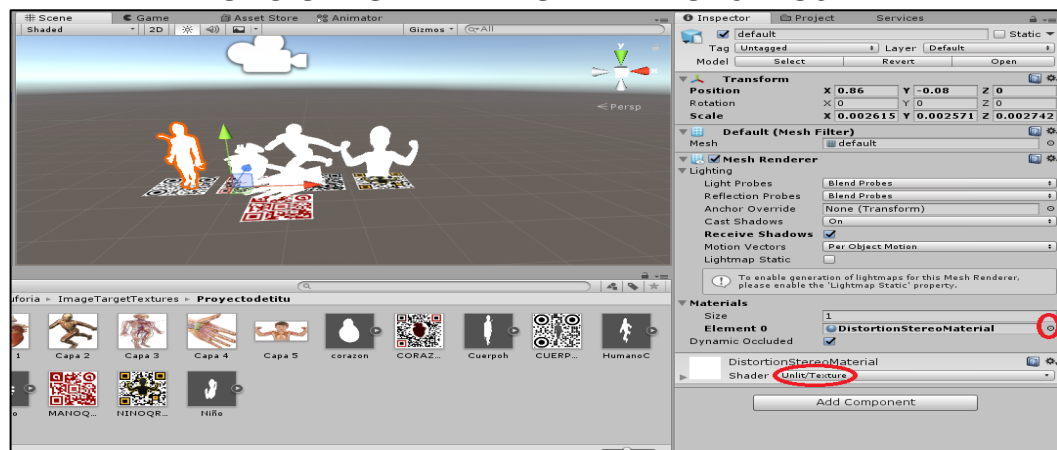 Scene Game Asset Store Animator
Shaded 2D Gizmos All
Y
Persp
uforia ImageTargetTextures Proyectodetitu
1 Capa 2 Capa 3 Capa 4 Capa 5 corazon CORAZ... Cuerpoh CUERP... HumanoC
o MANOQ... NINOQR... Niño
Inspector Project Services
default Static
Tag Untagged Layer Default
Model Select Revert Open
Transform
Position X 0.86 Y -0.08 Z 0
Rotation X 0 Y 0 Z 0
Scale X 0.002615 Y 0.002571 Z 0.002742
Default (Mesh Filter)
Mesh default
Mesh Renderer
Lighting
Light Probes Blend Probes
Reflection Probes Blend Probes
Anchor Override None (Transform)
Cast Shadows On
Receive Shadows
Motion Vectors Per Object Motion
Lightmap Static
To enable generation of lightmaps for this Mesh Renderer,
please enable the 'Lightmap Static' property.
Materials
Size 1
Element 0 DistortionStereoMaterial
Dynamic Occluded
DistortionStereoMaterial
Shader Unlit/Texture
Add Component